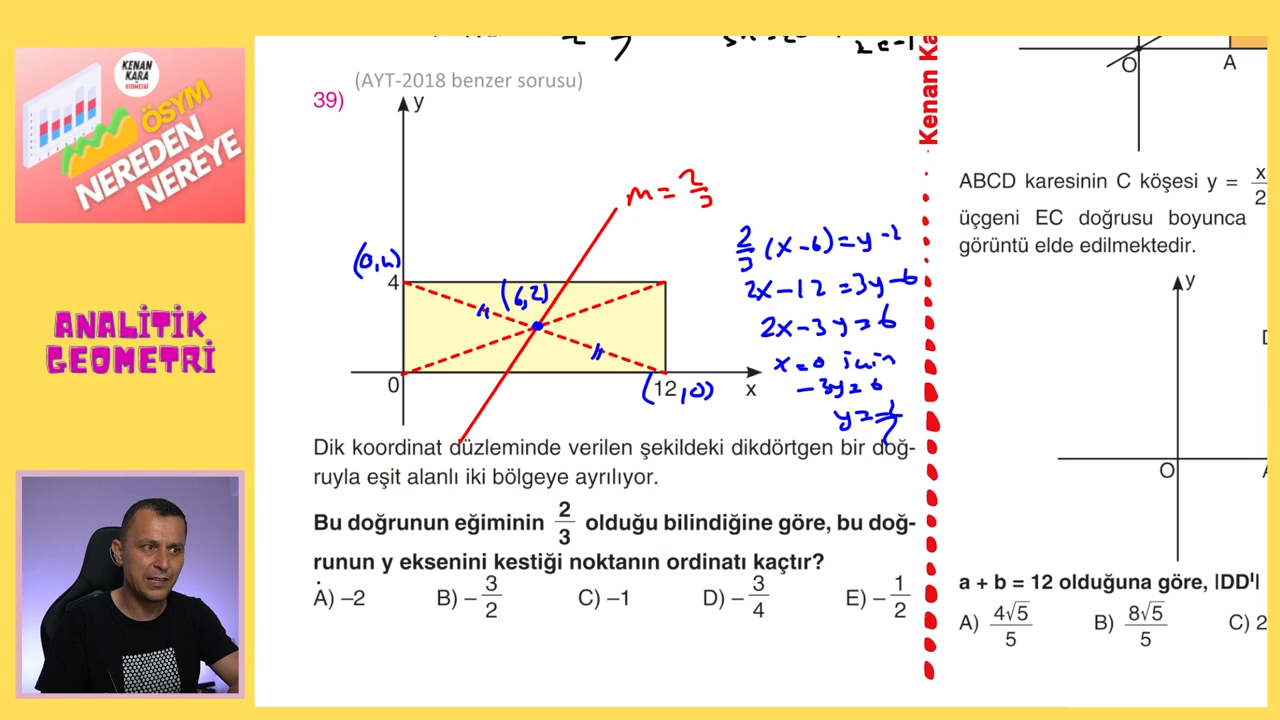 KENAN
KARA
GEOMETRİ
ÖSYM
NEREDEN
NEREYE
ANALİTİK
GEOMETRİ
(AYT-2018 benzer sorusu)
39)
y
m = 2/3
(0,4)
4
(6,2)
0
(12,0)
x
2/3 (x-6) = y-2
2x-12 = 3y-6
2x-3y = 6
x=0 için
-3y = 6
Dik koordinat düzleminde verilen şekildeki dikdörtgen bir doğ-
ruyla eşit alanlı iki bölgeye ayrılıyor.
Bu doğrunun eğiminin 2/3 olduğu bilindiğine göre, bu doğ-
runun y eksenini kestiği noktanın ordinatı kaçtır?
A) –2 B) –3/2 C) –1 D) –3/4 E) –1/2
Kenan Ka
O A
ABCD karesinin C köşesi y = x/2
üçgeni EC doğrusu boyunca
görüntü elde edilmektedir.
y
O
a + b = 12 olduğuna göre, |DDᴵ|
A) 4√5/5 B) 8√5/5 C) 2